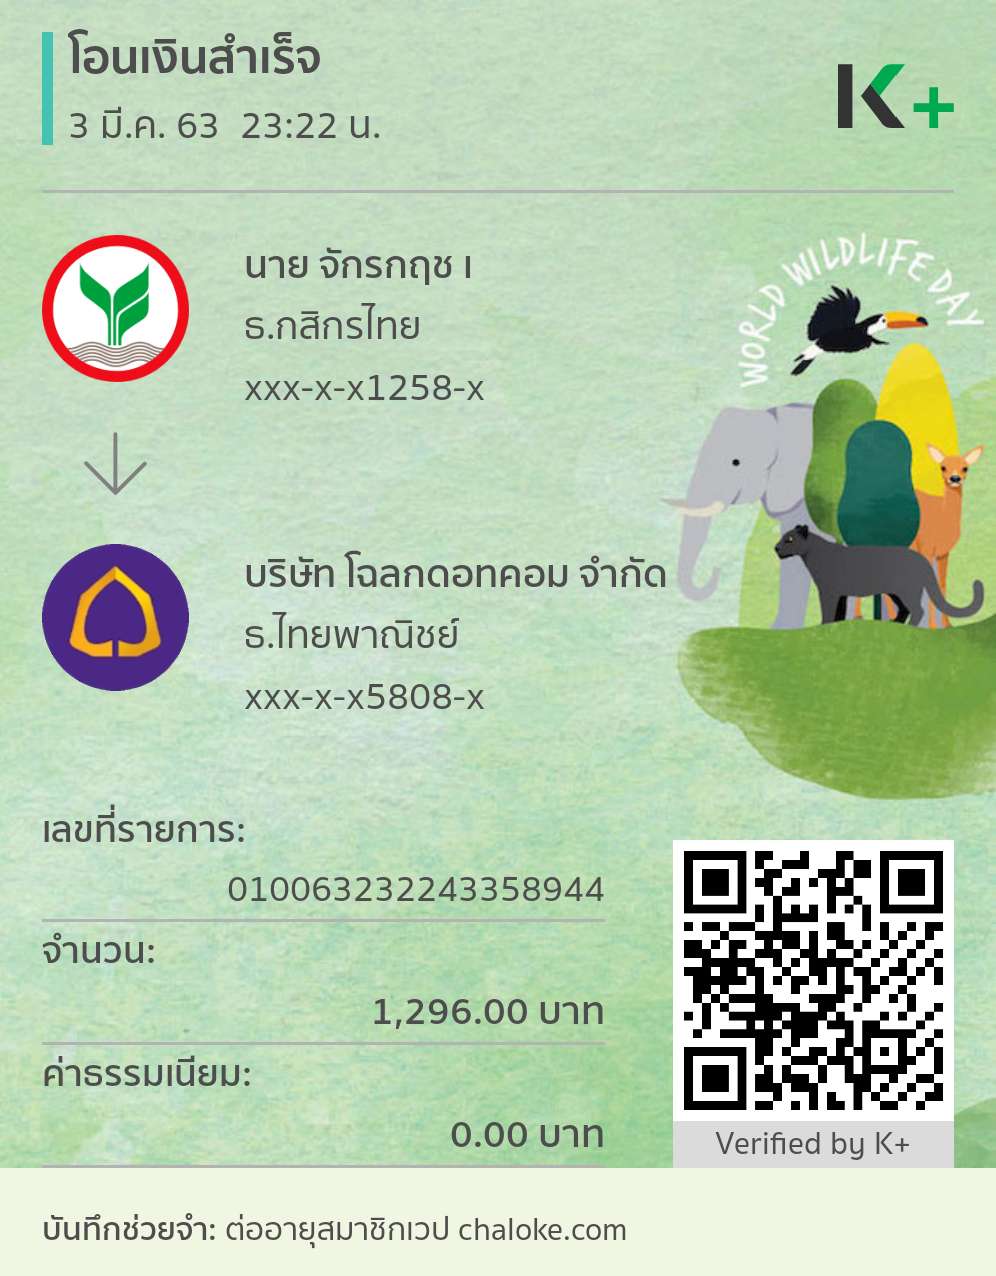 โอนเงินสำเร็จ
3 มี.ค. 63 23:22 น.
K+
นาย จักรกฤช เ
ธ.กสิกรไทย
xxx-x-x1258-x
WORLD WILDLIFE DAY
บริษัท โฉลกดอทคอม จำกัด
ธ.ไทยพาณิชย์
xxx-x-x5808-x
เลขที่รายการ:
010063232243358944
จำนวน:
1,296.00 บาท
ค่าธรรมเนียม:
0.00 บาท
Verified by K+
บันทึกช่วยจำ: ต่ออายุสมาชิกเวป chaloke.com